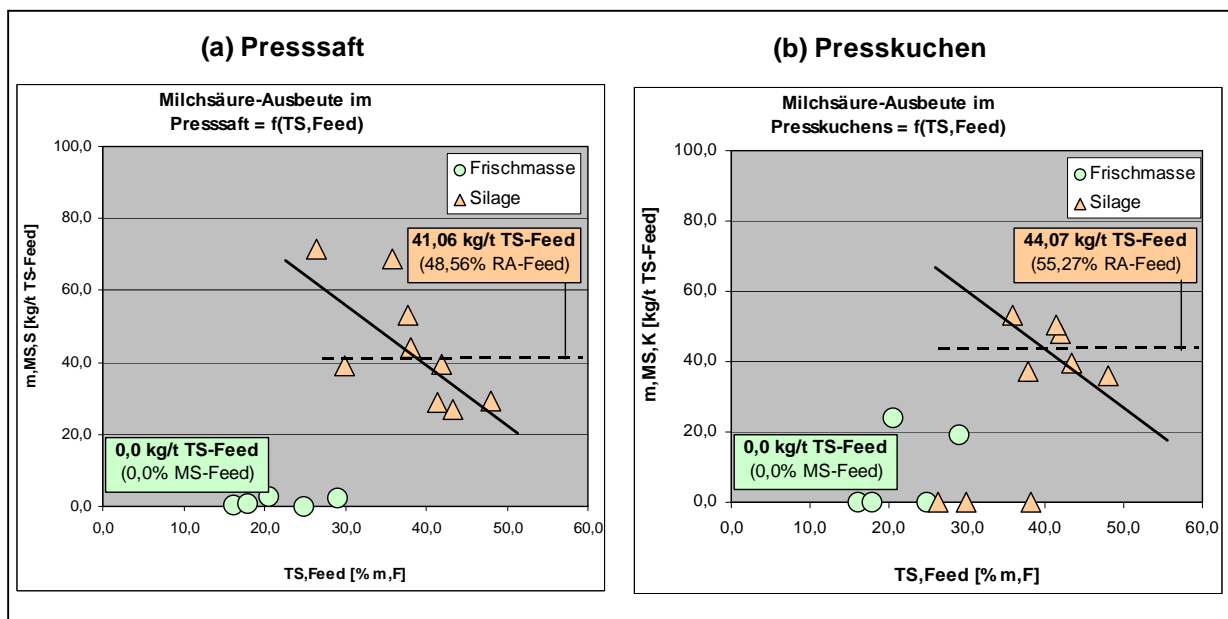 (a) Presssaft
Milchsäure-Ausbeute im
Presssaft = f(TS,Feed)
100,0
80,0
60,0
40,0
20,0
0,0
m,MS,S [kg/t TS-Feed]
Frischmasse
Silage
41,06 kg/t TS-Feed
(48,56% RA-Feed)
0,0 kg/t TS-Feed
(0,0% MS-Feed)
0,0 10,0 20,0 30,0 40,0 50,0 60,0
TS,Feed [% m,F]
(b) Presskuchen
Milchsäure-Ausbeute im
Presskuchens = f(TS,Feed)
100,0
80,0
60,0
40,0
20,0
0,0
m,MS,K [kg/t TS-Feed]
Frischmasse
Silage
44,07 kg/t TS-Feed
(55,27% RA-Feed)
0,0 kg/t TS-Feed
(0,0% MS-Feed)
0,0 10,0 20,0 30,0 40,0 50,0 60,0
TS,Feed [% m,F]